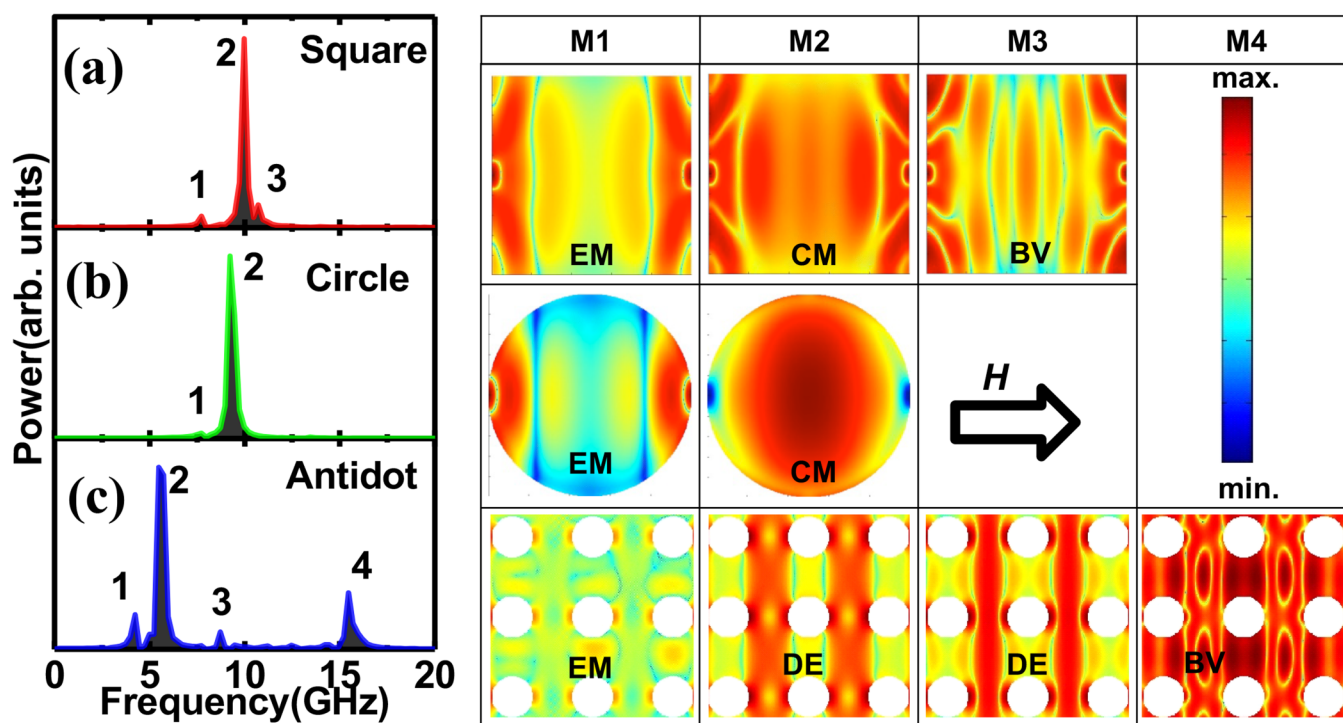 Power(arb. units)
(a)
Square
1
2
3
(b)
Circle
1
2
(c)
Antidot
1
2
3
4
0
5
10
15
20
Frequency(GHz)
M1
M2
M3
M4
EM
CM
BV
max.
min.
EM
CM
H
EM
DE
DE
BV